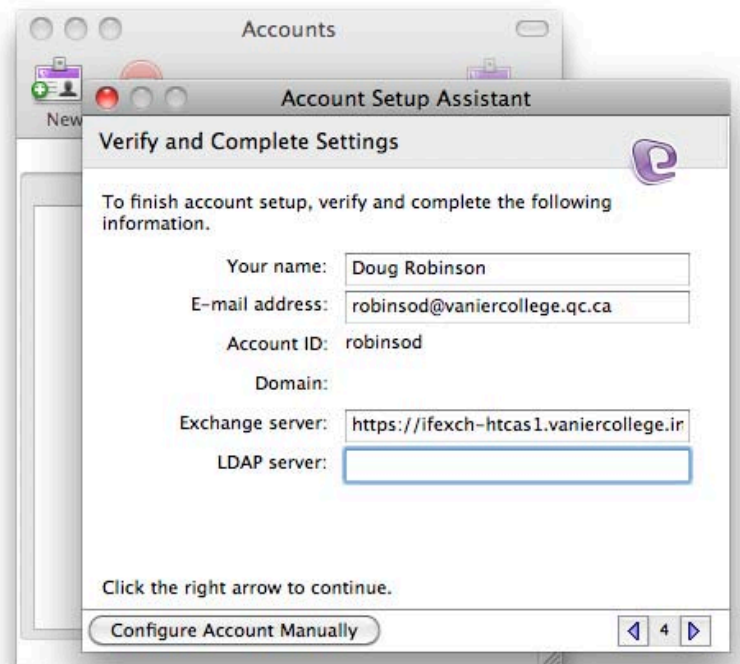 Accounts
New
Account Setup Assistant
Verify and Complete Settings
To finish account setup, verify and complete the following
information.
Your name: Doug Robinson
E-mail address: robinsod@vaniercollege.qc.ca
Account ID: robinsod
Domain:
Exchange server: https://ifexch-htcas1.vaniercollege.in
LDAP server:
Click the right arrow to continue.
Configure Account Manually 4